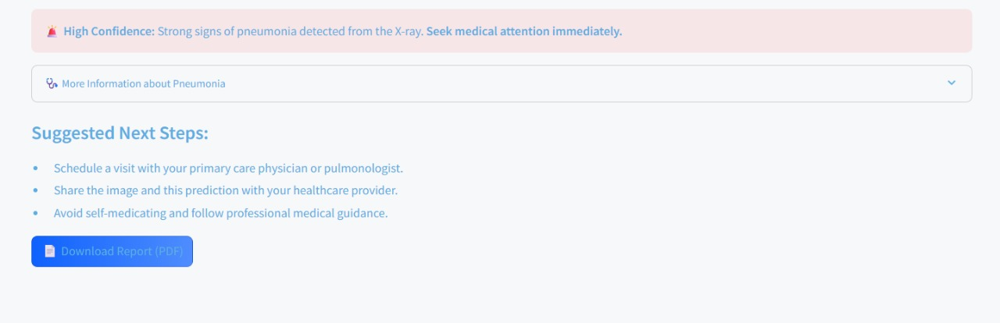 🚨 High Confidence: Strong signs of pneumonia detected from the X-ray. Seek medical attention immediately.
🩺 More Information about Pneumonia
Suggested Next Steps:
• Schedule a visit with your primary care physician or pulmonologist.
• Share the image and this prediction with your healthcare provider.
• Avoid self-medicating and follow professional medical guidance.
📄 Download Report (PDF)